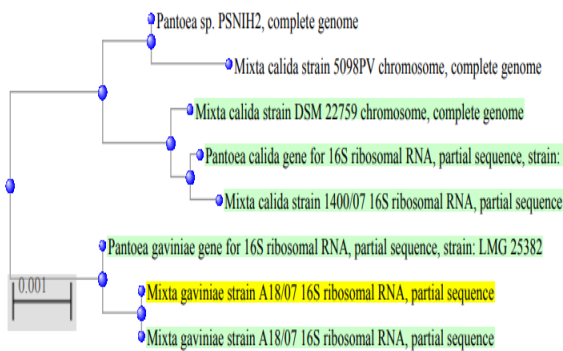 Pantoea sp. PSNIH2, complete genome
Mixta calida strain 5098PV chromosome, complete genome
Mixta calida strain DSM 22759 chromosome, complete genome
Pantoea calida gene for 16S ribosomal RNA, partial sequence, strain:
Mixta calida strain 1400/07 16S ribosomal RNA, partial sequence
Pantoea gaviniae gene for 16S ribosomal RNA, partial sequence, strain: LMG 25382
0.001
Mixta gaviniae strain A18/07 16S ribosomal RNA, partial sequence
Mixta gaviniae strain A18/07 16S ribosomal RNA, partial sequence